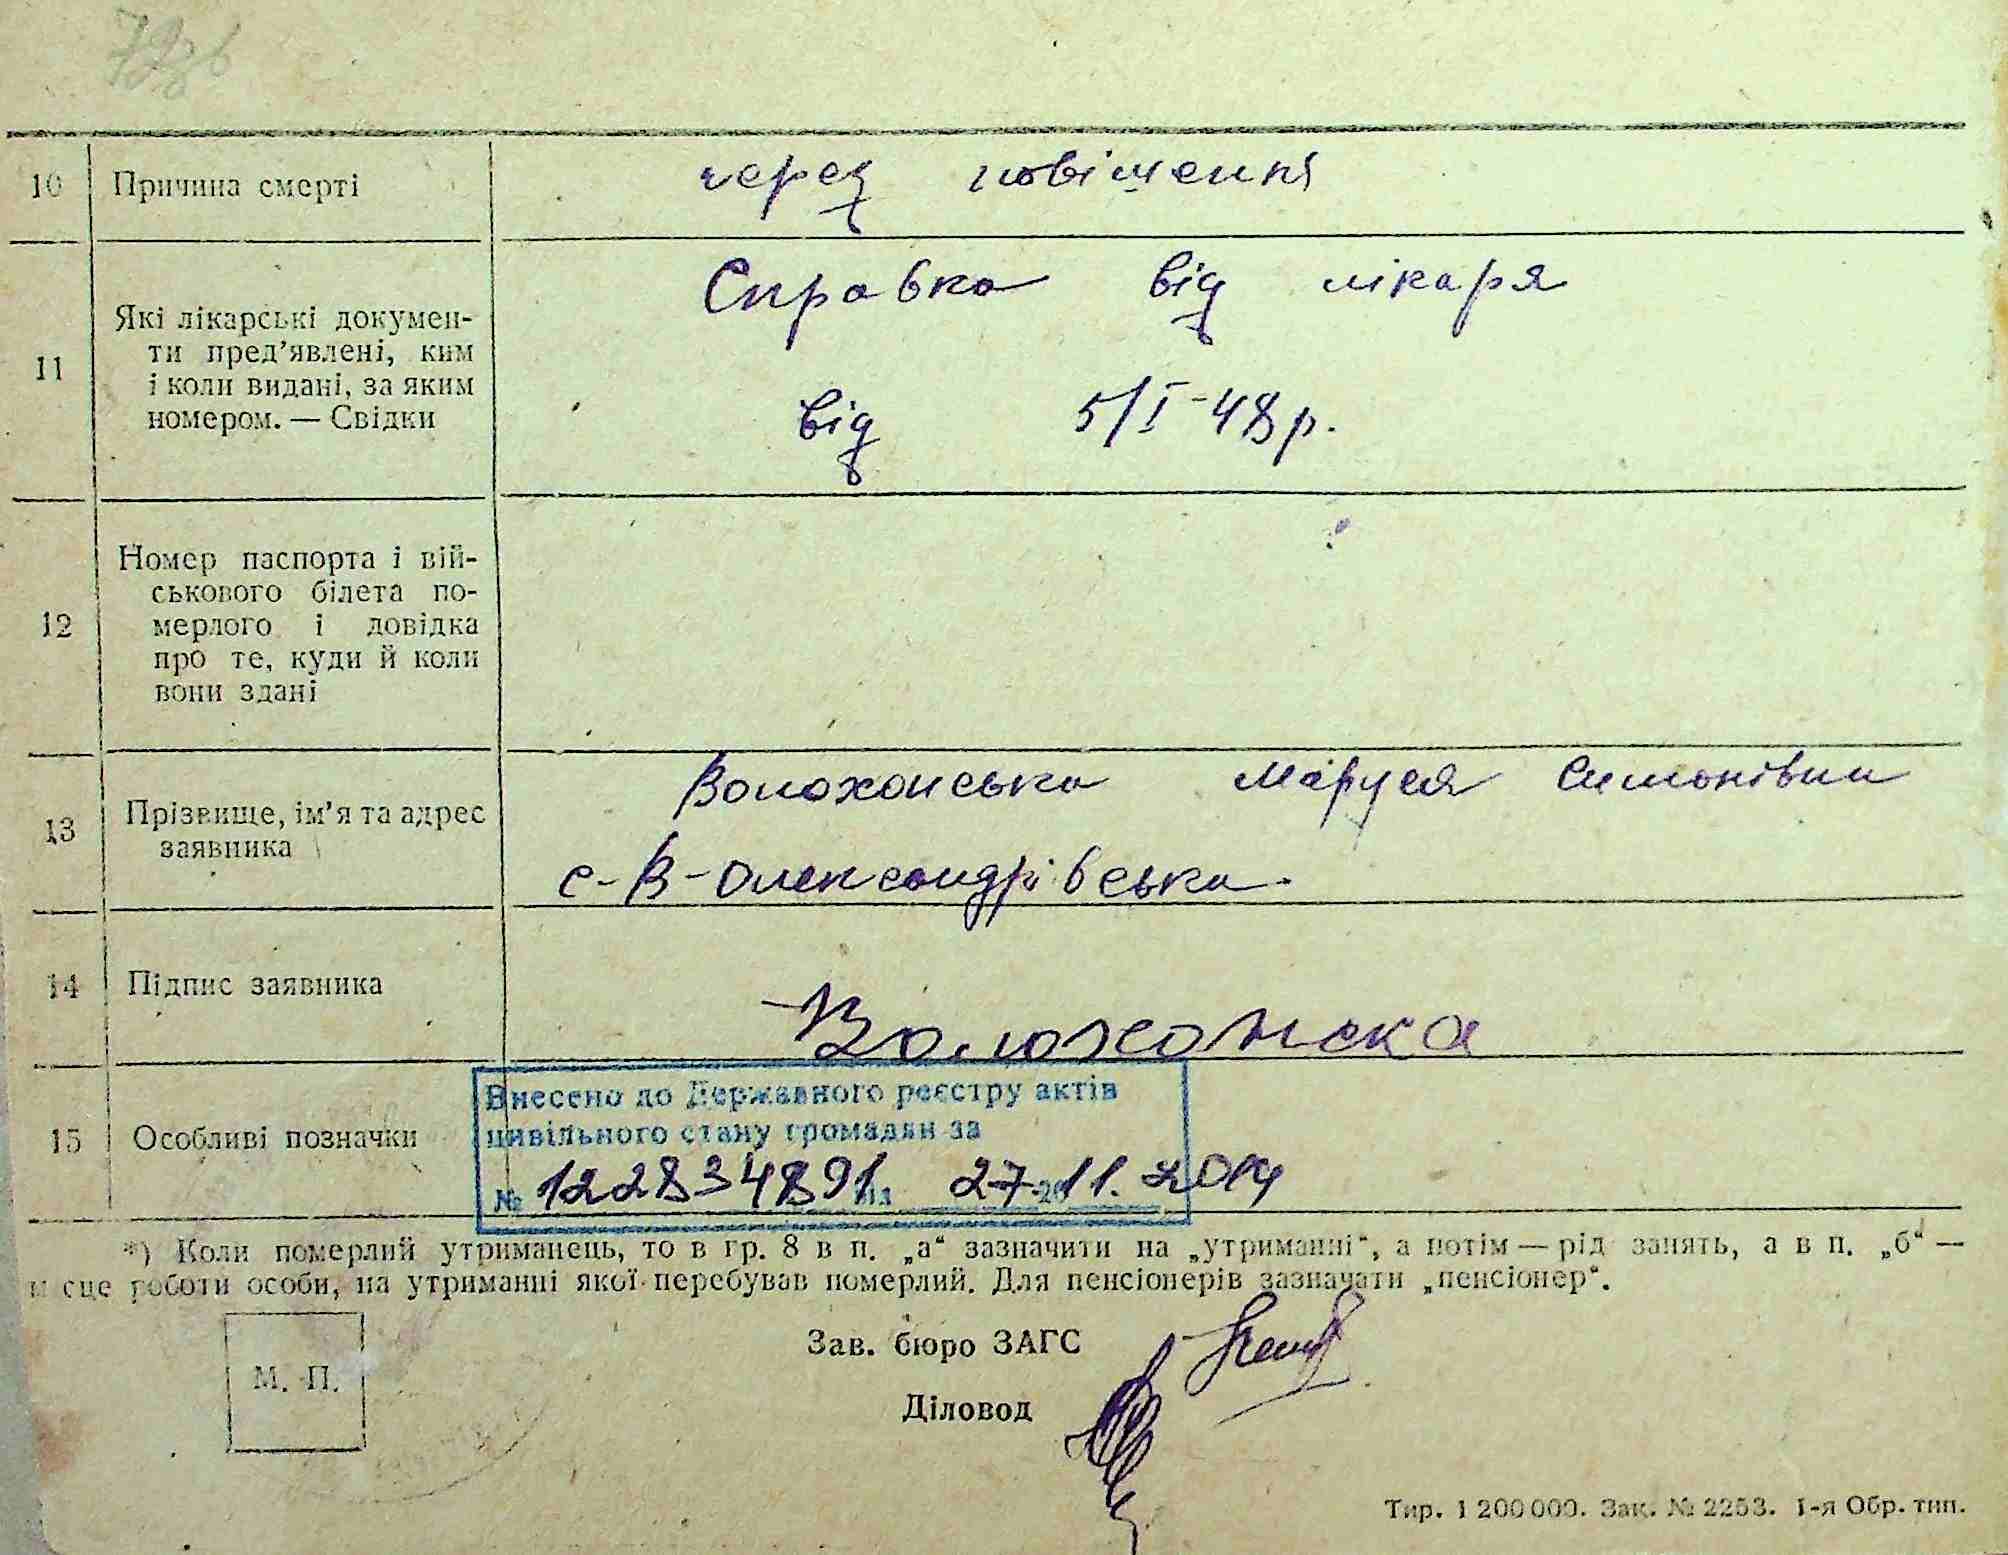 10 Причина смерті через повішення
11 Які лікарські докумен-
ти пред’явлені, ким
і коли видані, за яким
номером. — Свідки
Справка від лікаря
від 5/I-48р.
12 Номер паспорта і вій-
ськового білета по-
мерлого і довідка
про те, куди й коли
вони здані
13 Прізвище, ім’я та адрес
заявника
Волохонська Маруся Симонівни
с-В-Олександрівська.
14 Підпис заявника
Волохонска
15 Особливі позначки
Внесено до Державного реєстру актів
цивільного стану громадян за
№ 122834891 від 27.11.2014
*) Коли померлий утриманець, то в гр. 8 в п. „а“ зазначити на „утриманні“, а потім — рід занять, а в п. „б“ —
місце роботи особи, на утриманні якої перебував померлий. Для пенсіонерів зазначати „пенсіонер“.
Зав. бюро ЗАГС
М. П.
Діловод
Тир. 1 200 000. Зак. № 2253. 1-я Обр. тип.